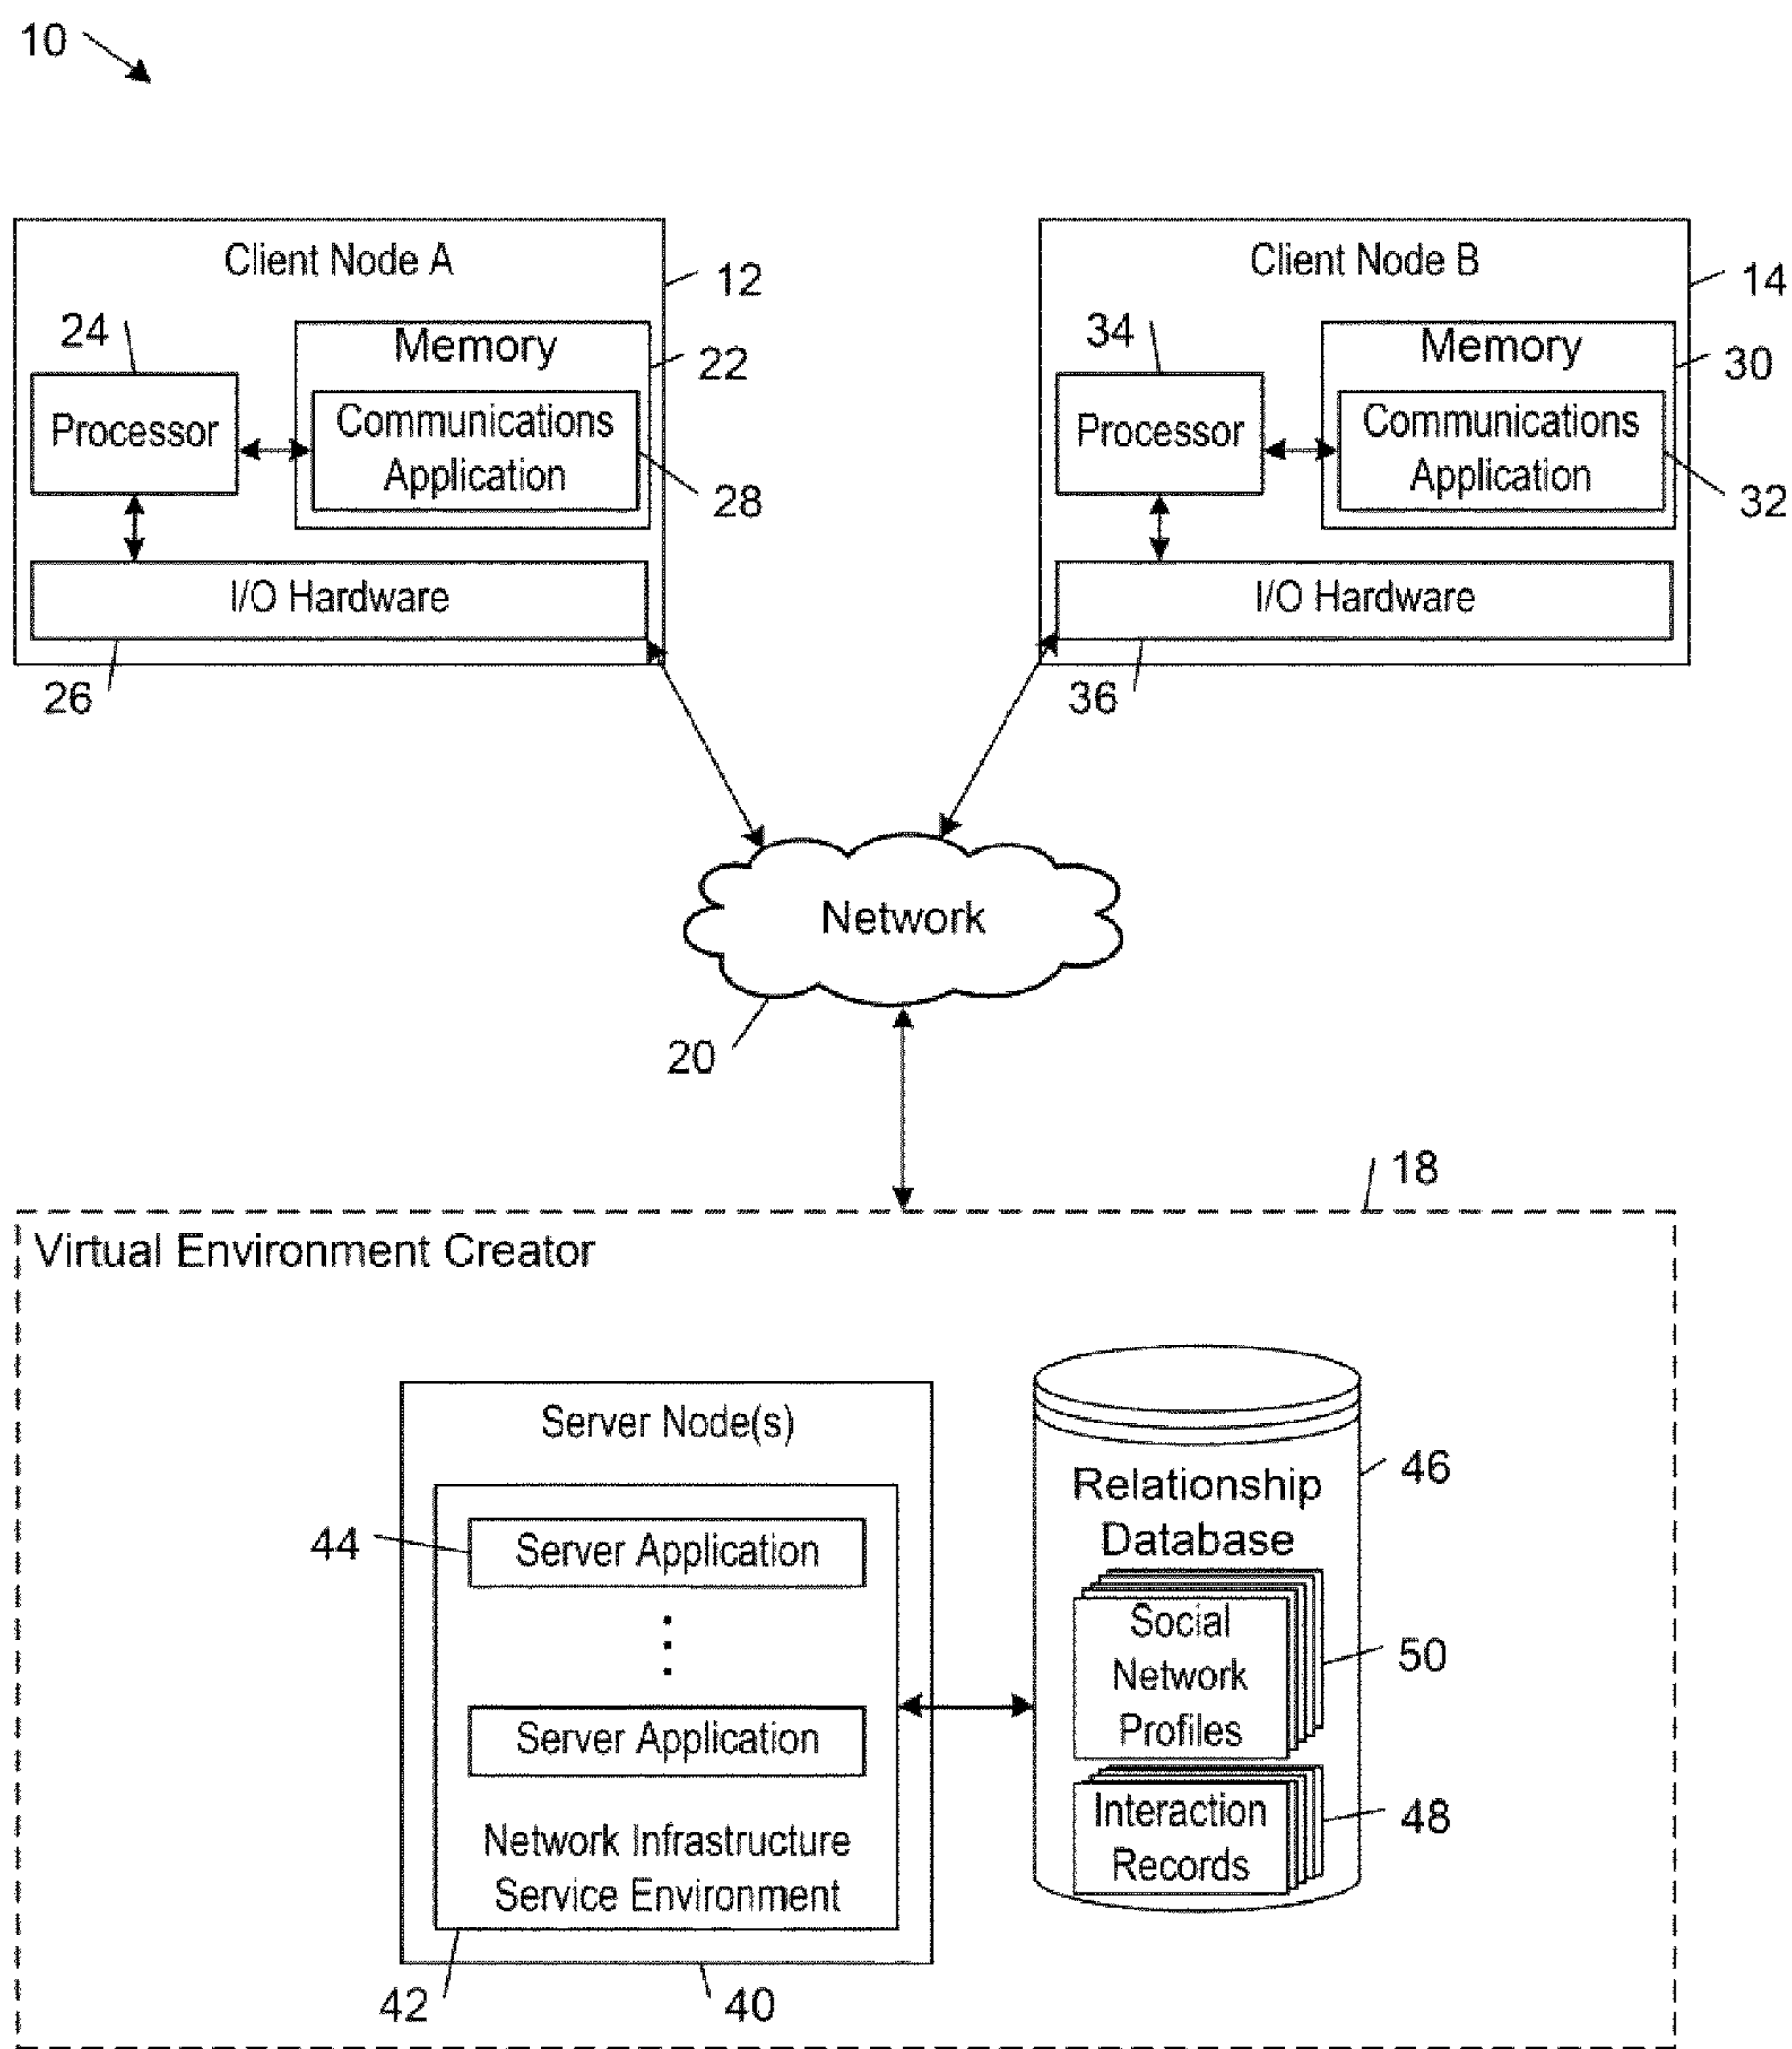 10
Client Node A
12
24
Memory
22
Processor
Communications
Application
28
I/O Hardware
26
Client Node B
14
34
Memory
30
Processor
Communications
Application
32
I/O Hardware
36
Network
20
18
Virtual Environment Creator
Server Node(s)
44
Server Application
Server Application
Network Infrastructure
Service Environment
42
40
46
Relationship
Database
Social
Network
Profiles
50
Interaction
Records
48